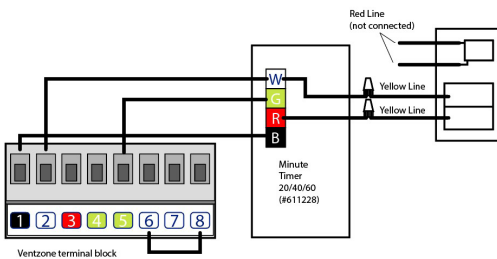 Red Line
(not connected)
W
Yellow Line
G
R
Yellow Line
B
Minute
Timer
20/40/60
(#611228)
1 2 3 4 5 6 7 8
Ventzone terminal block